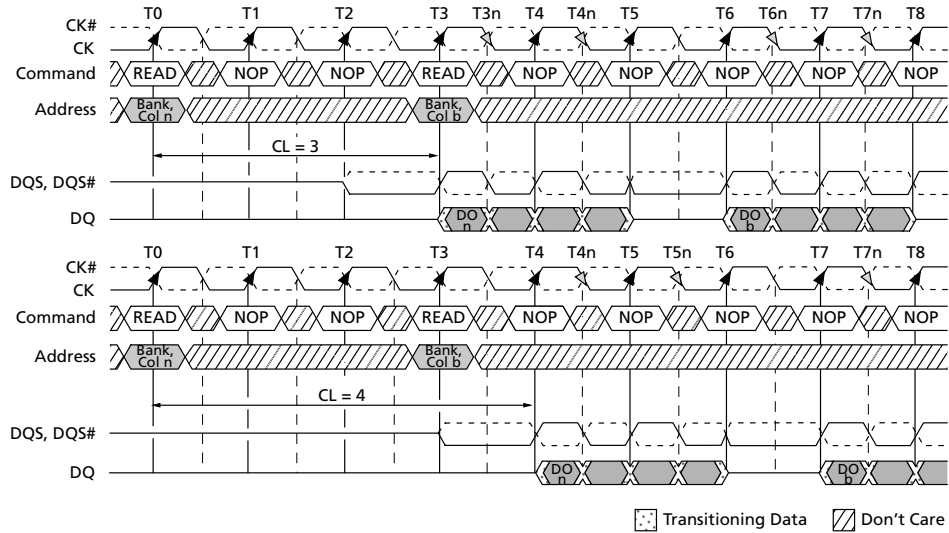 T0 T1 T2 T3 T3n T4 T4n T5 T6 T6n T7 T7n T8
CK#
CK
Command READ NOP NOP READ NOP NOP NOP NOP NOP
Address Bank, Col n Bank, Col b
CL = 3
DQS, DQS#
DQ DO n DO b
T0 T1 T2 T3 T4 T4n T5 T5n T6 T7 T7n T8
CK#
CK
Command READ NOP NOP READ NOP NOP NOP NOP NOP
Address Bank, Col n Bank, Col b
CL = 4
DQS, DQS#
DQ DO n DO b
Transitioning Data Don't Care